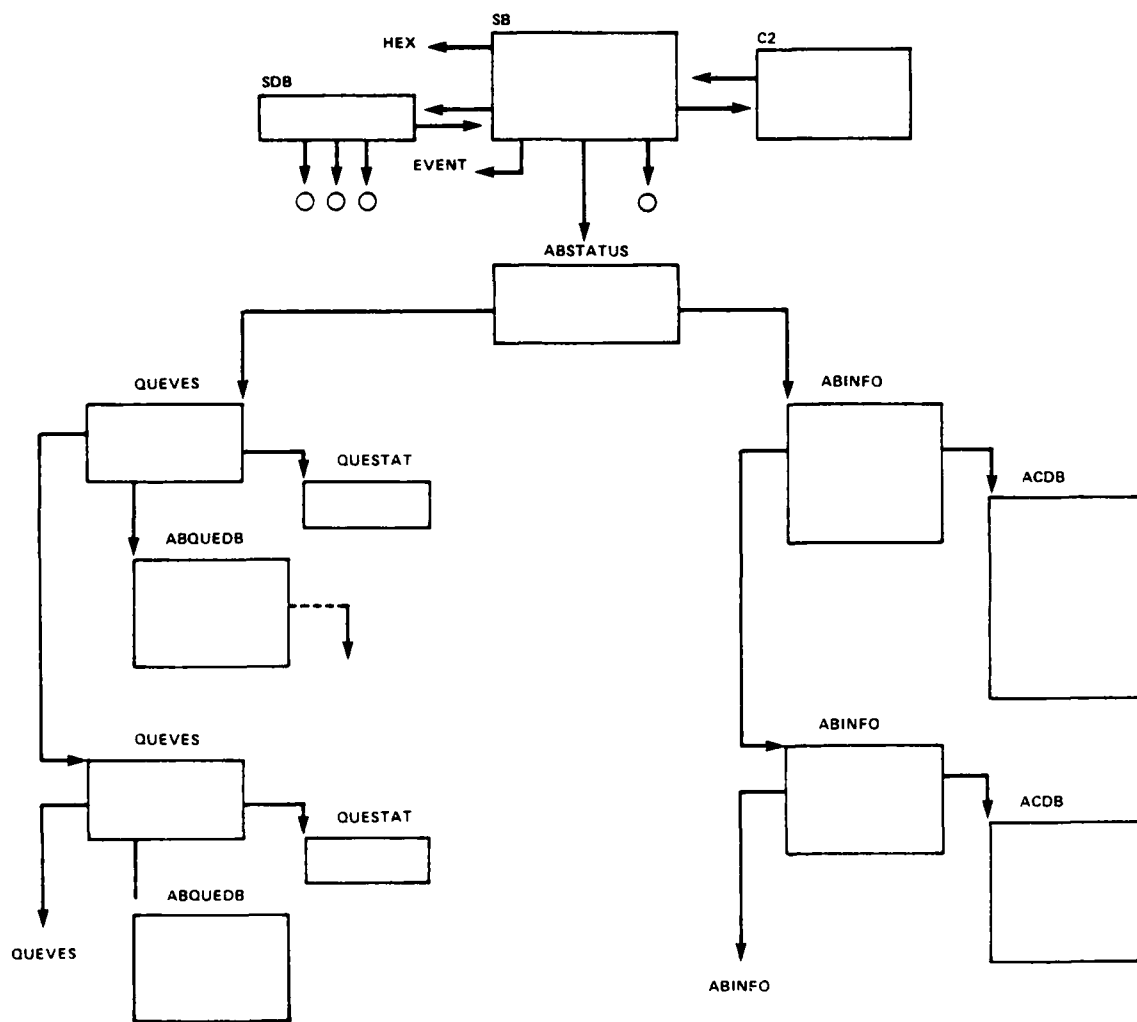 SB
HEX
C2
SDB
EVENT
ABSTATUS
QUEVES
ABINFO
QUESTAT
ACDB
ABQUEDB
QUEVES
ABINFO
QUESTAT
ACDB
ABQUEDB
QUEVES
ABINFO